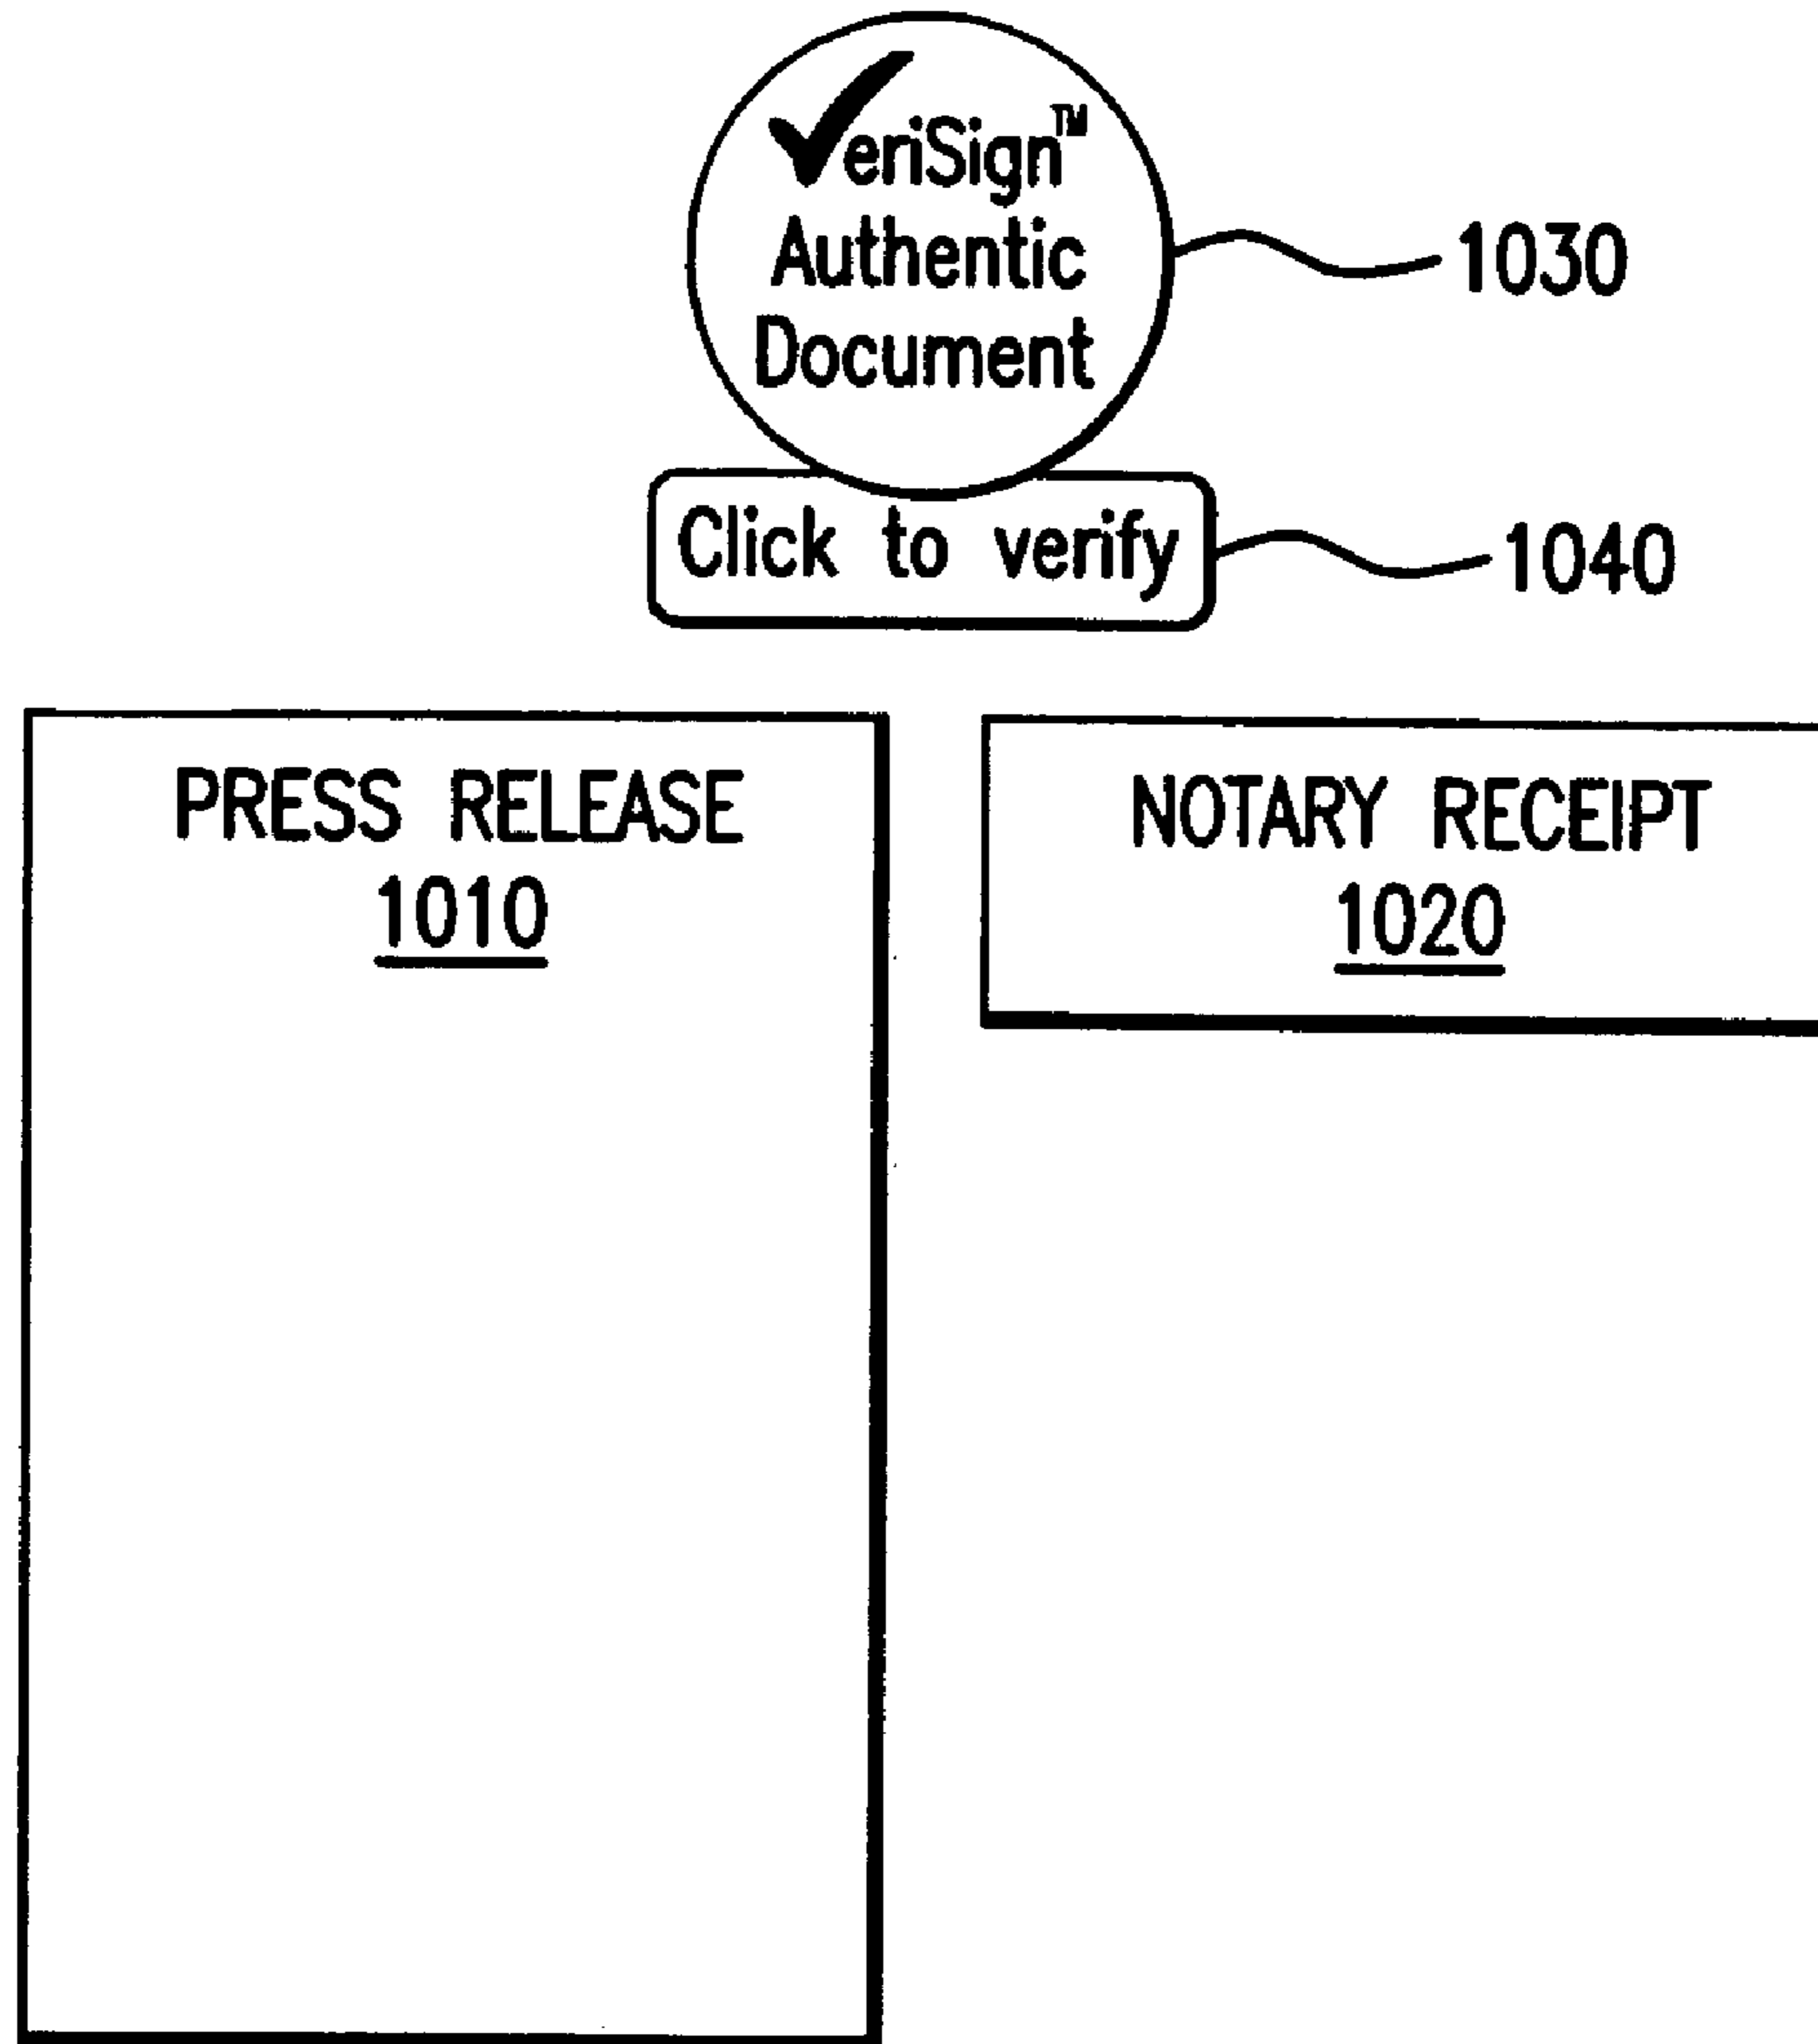 VeriSign™
Authentic
Document
1030
Click to verify
1040
PRESS RELEASE
1010
NOTARY RECEIPT
1020